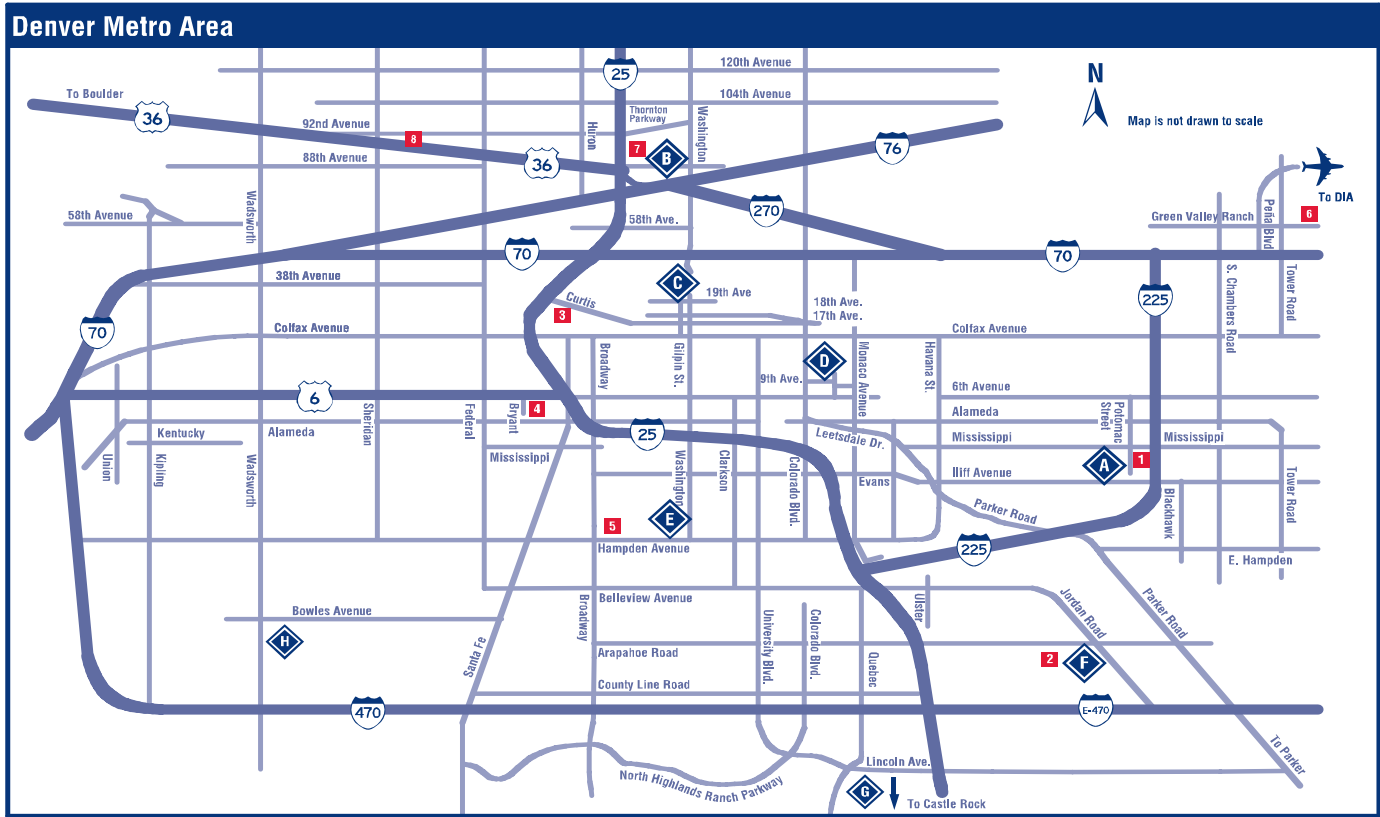 Denver Metro Area
120th Avenue
25
N
To Boulder
104th Avenue
36
Thornton
Parkway
Washington
Map is not drawn to scale
92nd Avenue
Huron
8
7
B
76
88th Avenue
36
To DIA
Wadsworth
270
Peña Blvd
6
58th Avenue
58th Ave.
Green Valley Ranch
70
70
38th Avenue
C
19th Ave
S. Chambers Road
Tower Road
225
Curtis
18th Ave.
3
17th Ave.
70
Colfax Avenue
Colfax Avenue
Broadway
Gilpin St.
D
Monaco Avenue
Havana St.
9th Ave.
6th Avenue
6
Sheridan
Federal
Bryant
4
Alameda
Potomac
Street
Kentucky
Alameda
25
Leetsdale Dr.
Mississippi
Mississippi
Mississippi
Union
Kipling
Wadsworth
Washington
Clarkson
Colorado Blvd.
A
1
Iliff Avenue
Evans
Tower Road
Blackhawk
Parker Road
5
E
Hampden Avenue
225
E. Hampden
Belleview Avenue
Ulster
Jordan Road
Parker Road
Bowles Avenue
Broadway
University Blvd.
Colorado Blvd.
H
Santa Fe
Arapahoe Road
Quebec
2
F
County Line Road
470
E-470
To Parker
Lincoln Ave.
North Highlands Ranch Parkway
G
To Castle Rock